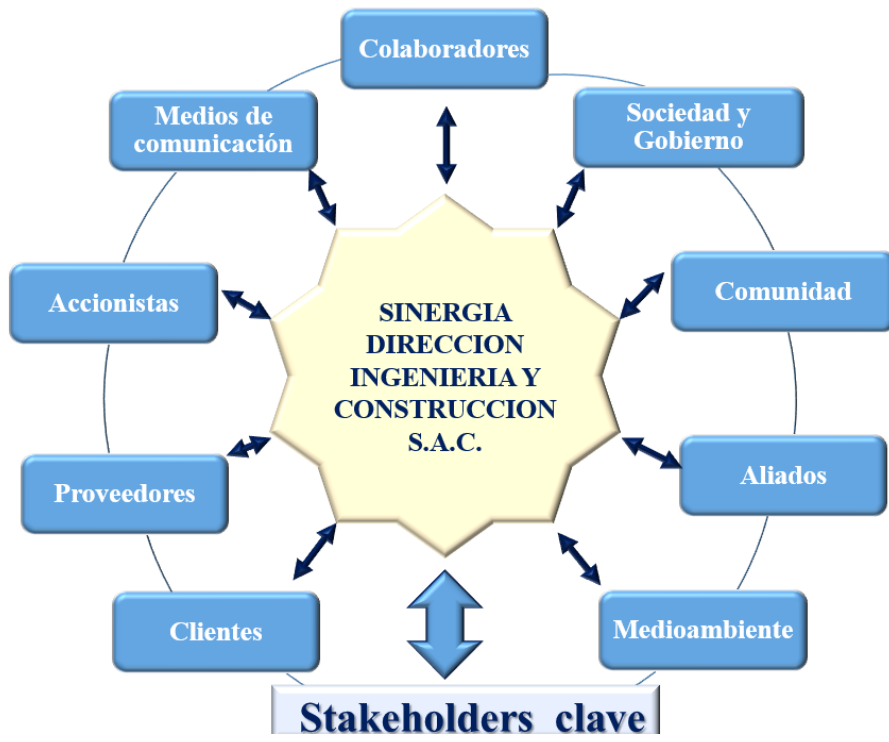 Colaboradores
Medios de
comunicación
Sociedad y
Gobierno
Accionistas
SINERGIA
DIRECCION
INGENIERIA Y
CONSTRUCCION
S.A.C.
Comunidad
Proveedores
Aliados
Clientes
Medioambiente
Stakeholders clave